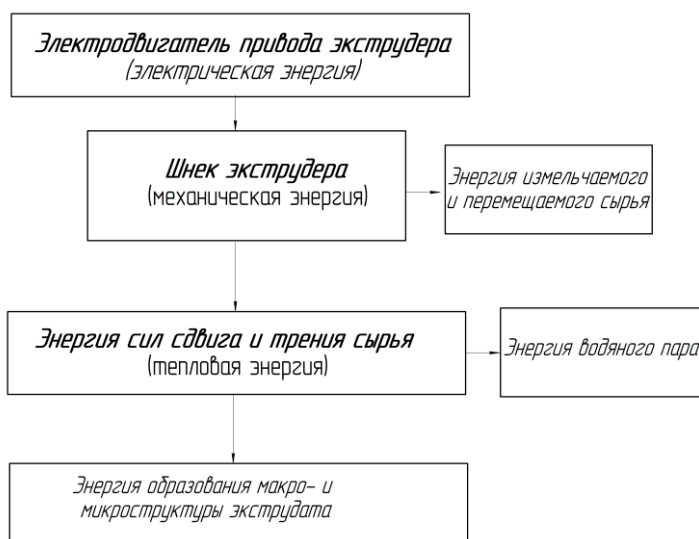 Электродвигатель привода экструдера
(электрическая энергия)
Шнек экструдера
(механическая энергия)
Энергия измельчаемого
и перемещаемого сырья
Энергия сил сдвига и трения сырья
(тепловая энергия)
Энергия водяного пара
Энергия образования макро- и
микроструктуры экструдата